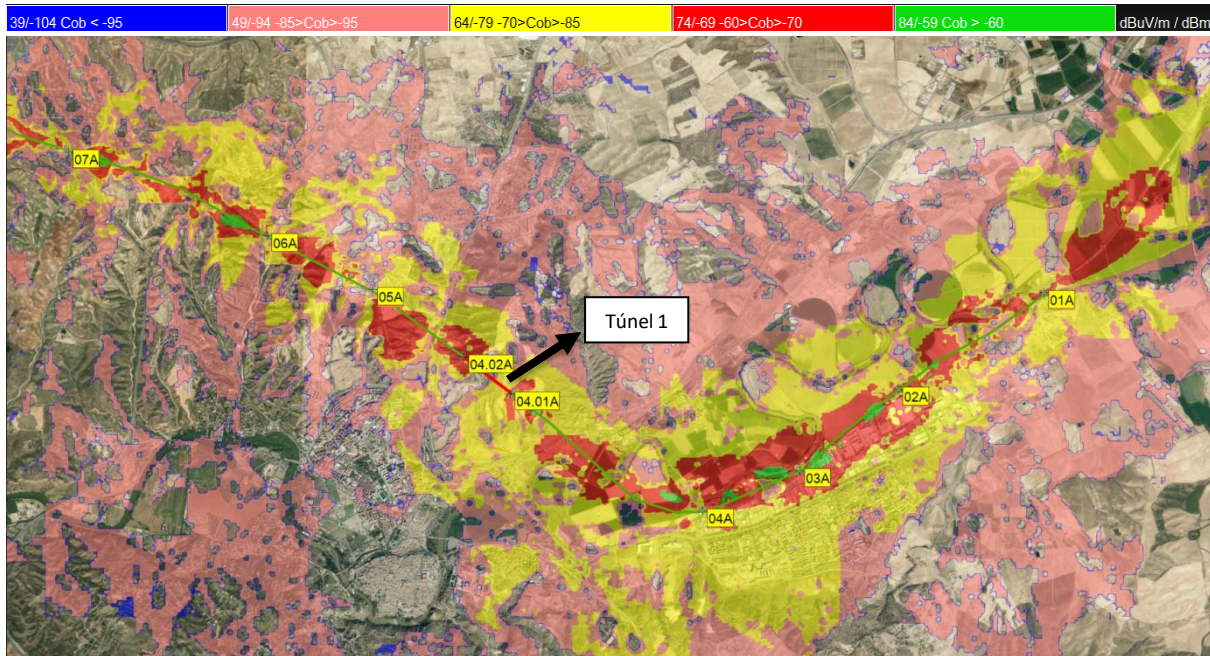 39/-104 Cob < -95 49/-94 -85>Cob>-95 64/-79 -70>Cob>-85 74/-69 -60>Cob>-70 84/-59 Cob > -60 dBuV/m / dBm
07A
06A
05A
01A
Túnel 1
04.02A
04.01A
02A
03A
04A